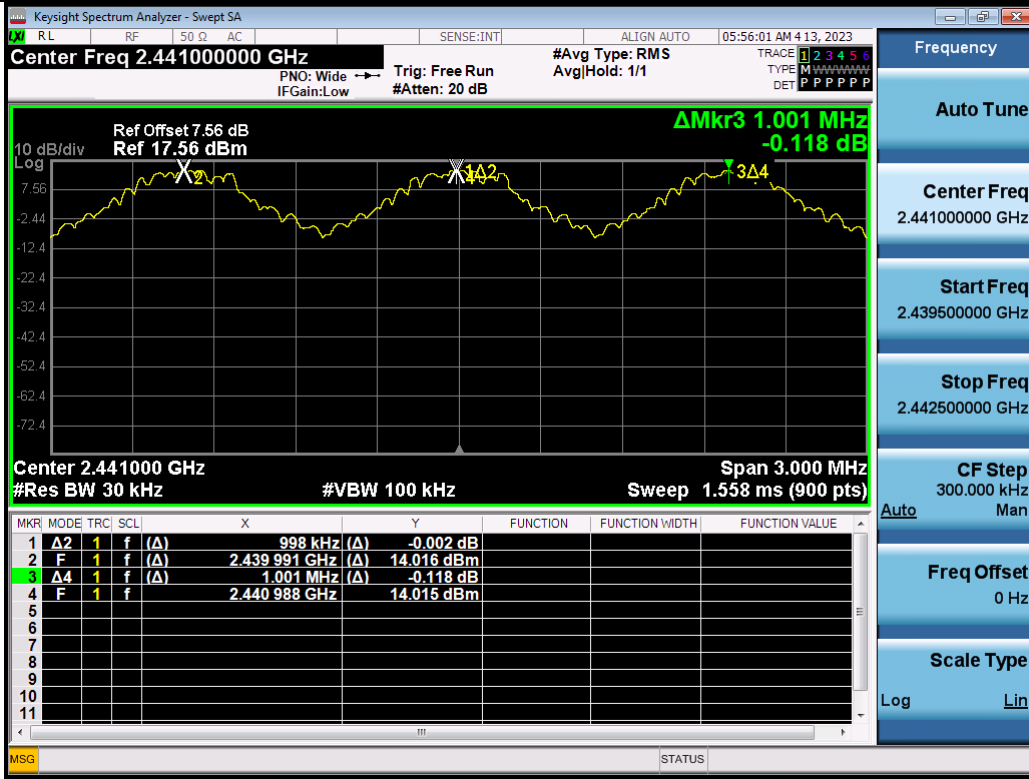 Keysight Spectrum Analyzer - Swept SA
LXI RL RF 50 Ω AC SENSE:INT ALIGN AUTO 05:56:01 AM 4 13, 2023
Center Freq 2.441000000 GHz
PNO: Wide
IFGain:Low
Trig: Free Run
#Atten: 20 dB
#Avg Type: RMS
Avg|Hold: 1/1
TRACE 1 2 3 4 5 6
TYPE M WWWWW
DET P P P P P P
ΔMkr3 1.001 MHz
-0.118 dB
Ref Offset 7.56 dB
10 dB/div Ref 17.56 dBm
Log
2
1Δ2
4
3Δ4
7.56
-2.44
-12.4
-22.4
-32.4
-42.4
-52.4
-62.4
-72.4
Center 2.441000 GHz Span 3.000 MHz
#Res BW 30 kHz #VBW 100 kHz Sweep 1.558 ms (900 pts)
MKR MODE TRC SCL X Y FUNCTION FUNCTION WIDTH FUNCTION VALUE
1 Δ2 1 f (Δ) 998 kHz (Δ) -0.002 dB
2 F 1 f (Δ) 2.439 991 GHz (Δ) 14.016 dBm
3 Δ4 1 f (Δ) 1.001 MHz (Δ) -0.118 dB
4 F 1 f 2.440 988 GHz 14.015 dBm
5
6
7
8
9
10
11
MSG STATUS
Frequency
Auto Tune
Center Freq
2.441000000 GHz
Start Freq
2.439500000 GHz
Stop Freq
2.442500000 GHz
CF Step
300.000 kHz
Auto Man
Freq Offset
0 Hz
Scale Type
Log Lin